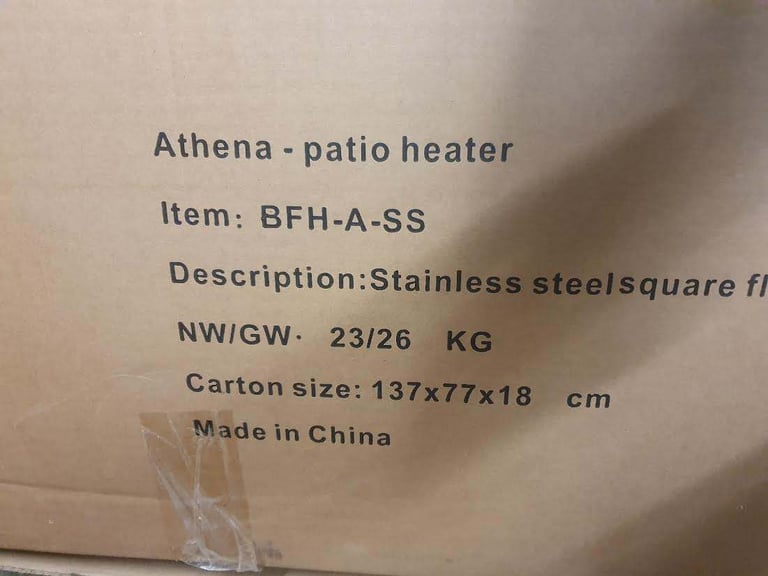 Athena - patio heater
Item: BFH-A-SS
Description:Stainless steelsquare fl
NW/GW· 23/26 KG
Carton size: 137x77x18 cm
Made in China